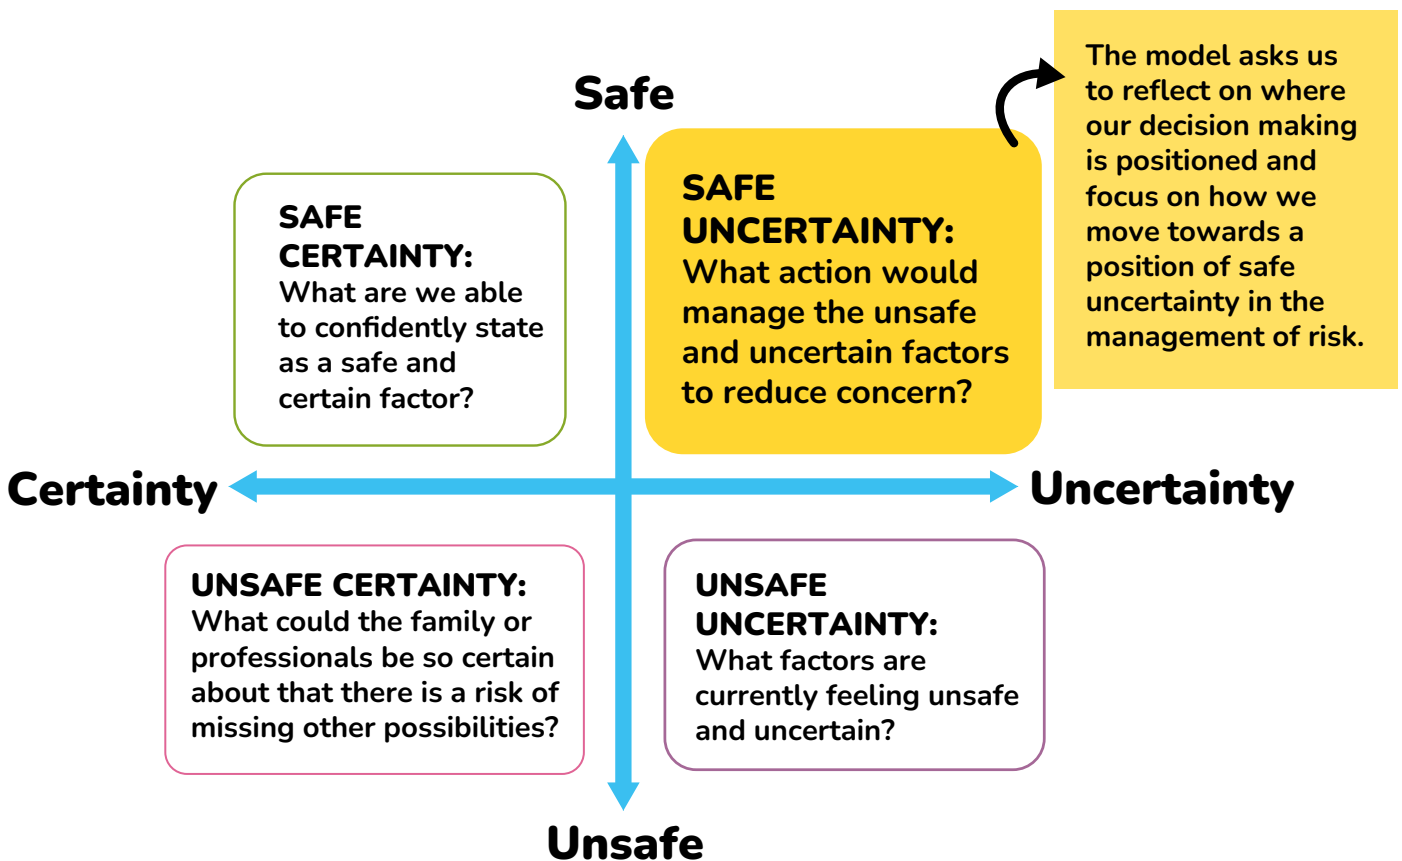 Safe
The model asks us
to reflect on where
our decision making
is positioned and
focus on how we
move towards a
position of safe
uncertainty in the
management of risk.
SAFE
CERTAINTY:
What are we able
to confidently state
as a safe and
certain factor?
SAFE
UNCERTAINTY:
What action would
manage the unsafe
and uncertain factors
to reduce concern?
Certainty
Uncertainty
UNSAFE CERTAINTY:
What could the family or
professionals be so certain
about that there is a risk of
missing other possibilities?
UNSAFE
UNCERTAINTY:
What factors are
currently feeling unsafe
and uncertain?
Unsafe